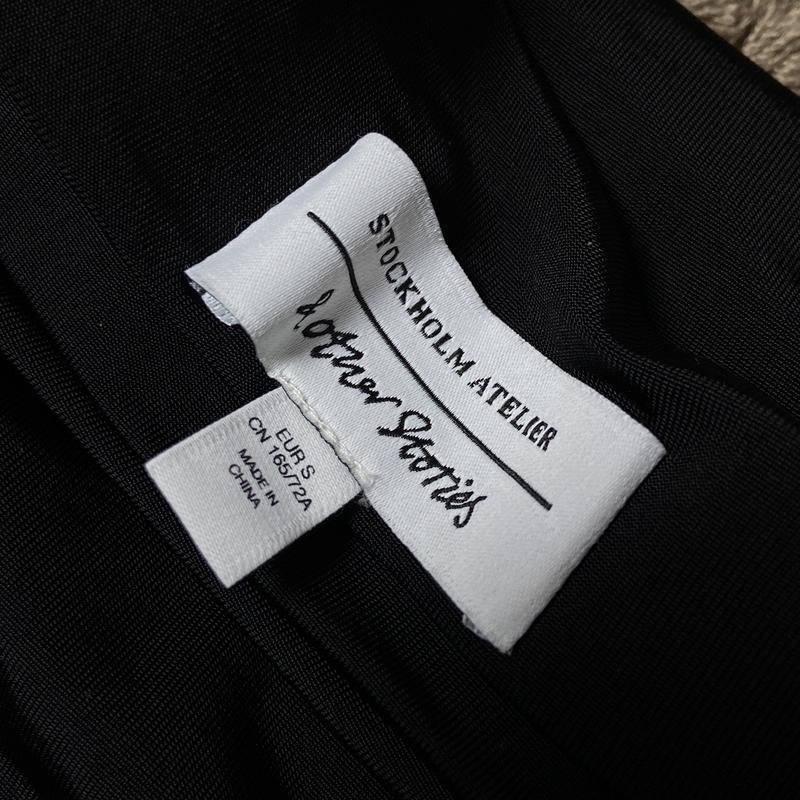 STOCKHOLM ATELIER
& other Stories
EUR S
CN 165/72A
MADE IN
CHINA